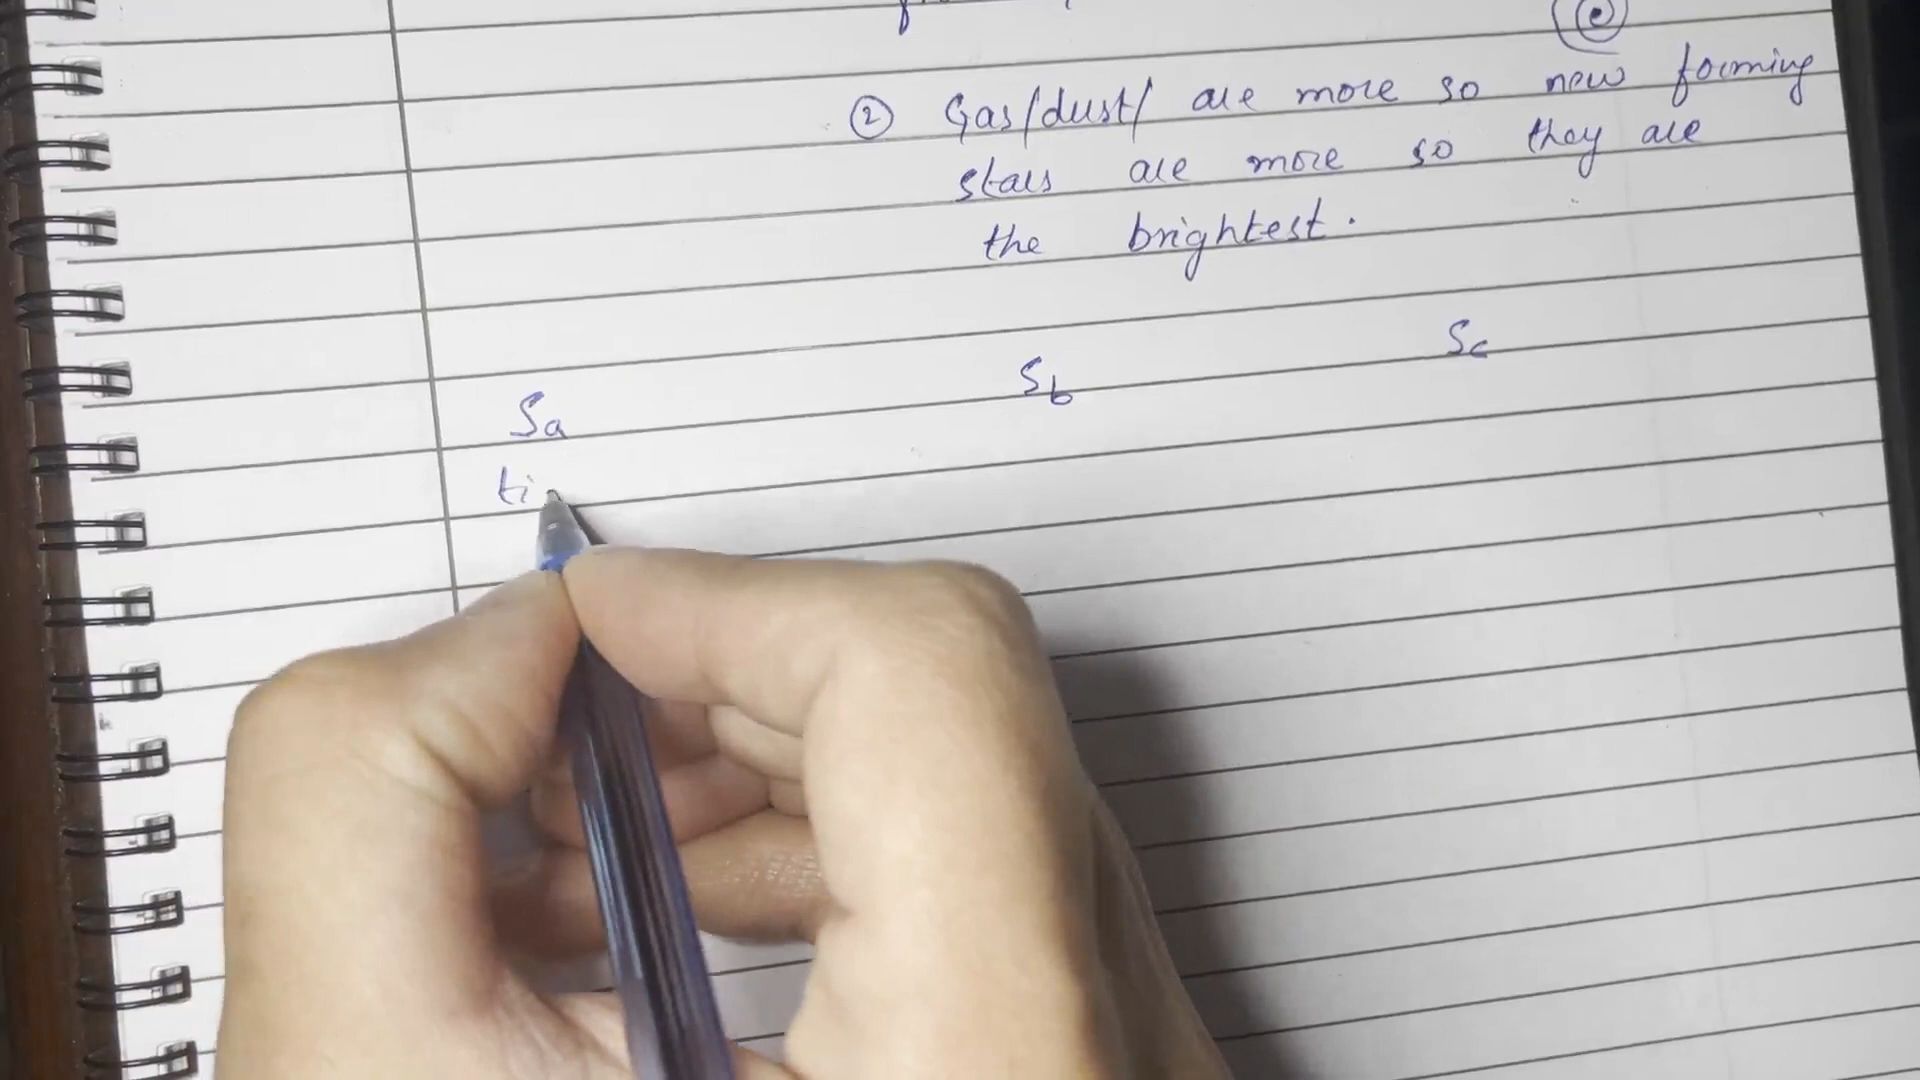 ② Gas/dust/ are more so new forming
stars are more so they are
the brightest.
Sa Sb Sc
ti